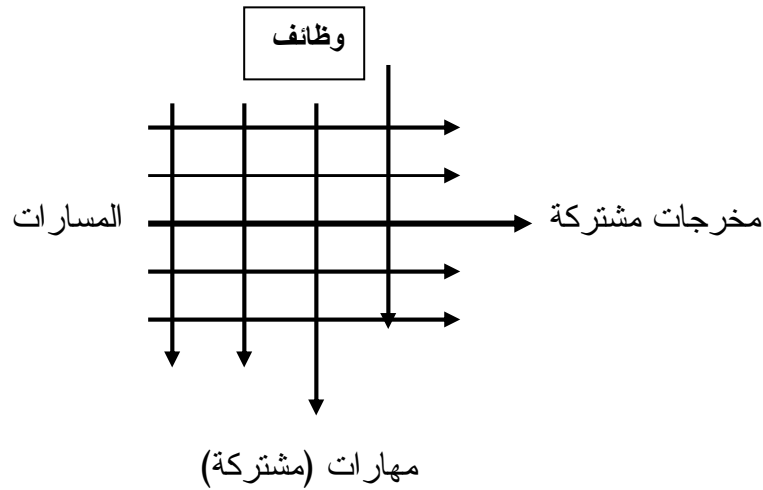 وظائف
المسارات
مخرجات مشتركة
مهارات (مشتركة)